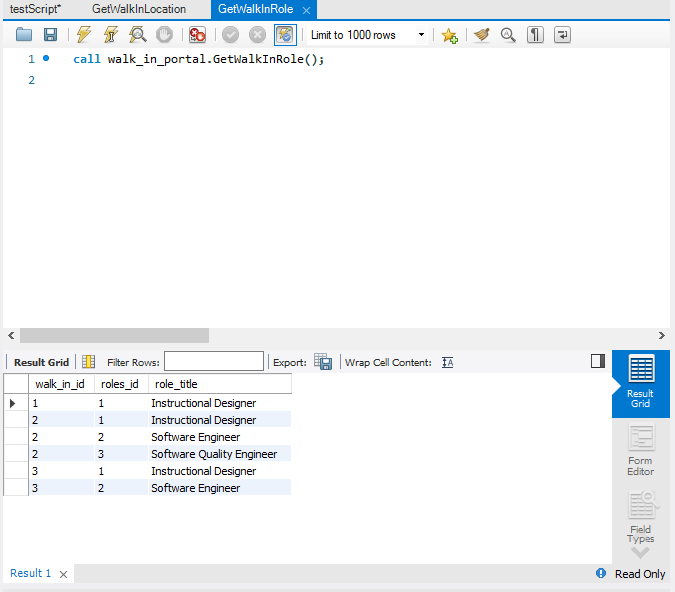 testScript* GetWalkInLocation GetWalkInRole
Limit to 1000 rows
1 call walk_in_portal.GetWalkInRole();
2
Result Grid Filter Rows: Export: Wrap Cell Content:
walk_in_id roles_id role_title
1 1 Instructional Designer
2 1 Instructional Designer
2 2 Software Engineer
2 3 Software Quality Engineer
3 1 Instructional Designer
3 2 Software Engineer
Result
Grid
Form
Editor
Field
Types
Result 1 Read Only